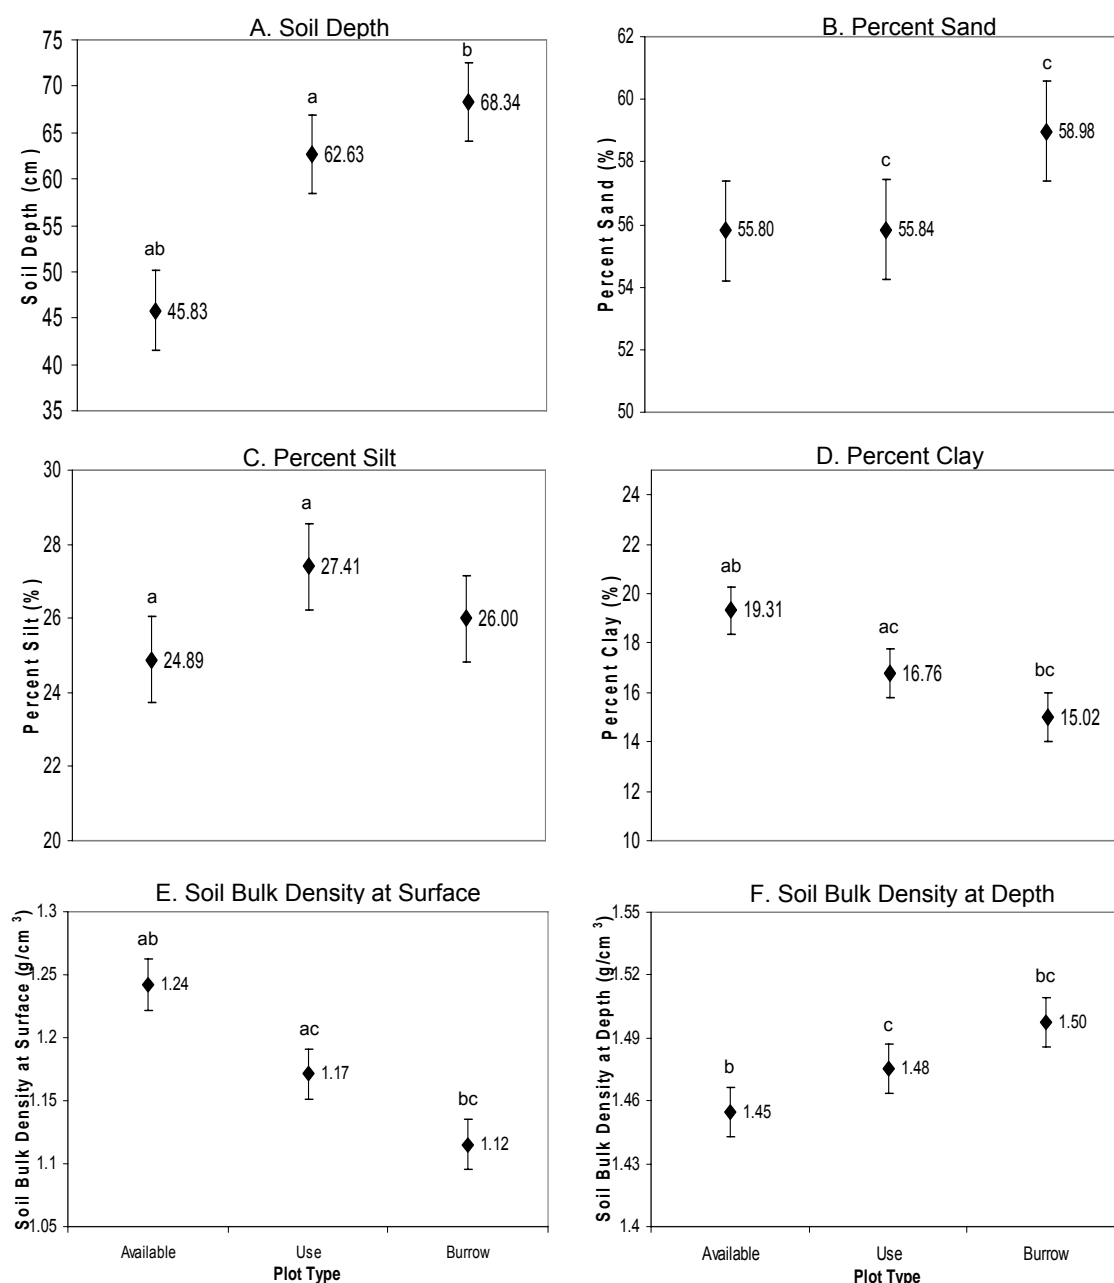 A. Soil Depth
75
70
65
60
55
50
45
40
35
Soil Depth (cm)
ab
45.83
a
62.63
b
68.34
B. Percent Sand
62
60
58
56
54
52
50
Percent Sand (%)
55.80
c
55.84
c
58.98
C. Percent Silt
30
28
26
24
22
20
Percent Silt (%)
a
24.89
a
27.41
26.00
D. Percent Clay
24
22
20
18
16
14
12
10
Percent Clay (%)
ab
19.31
ac
16.76
bc
15.02
E. Soil Bulk Density at Surface
1.3
1.25
1.2
1.15
1.1
1.05
Soil Bulk Density at Surface (g/cm³)
ab
1.24
ac
1.17
bc
1.12
Available Use Burrow
Plot Type
F. Soil Bulk Density at Depth
1.55
1.52
1.49
1.46
1.43
1.4
Soil Bulk Density at Depth (g/cm³)
b
1.45
c
1.48
bc
1.50
Available Use Burrow
Plot Type